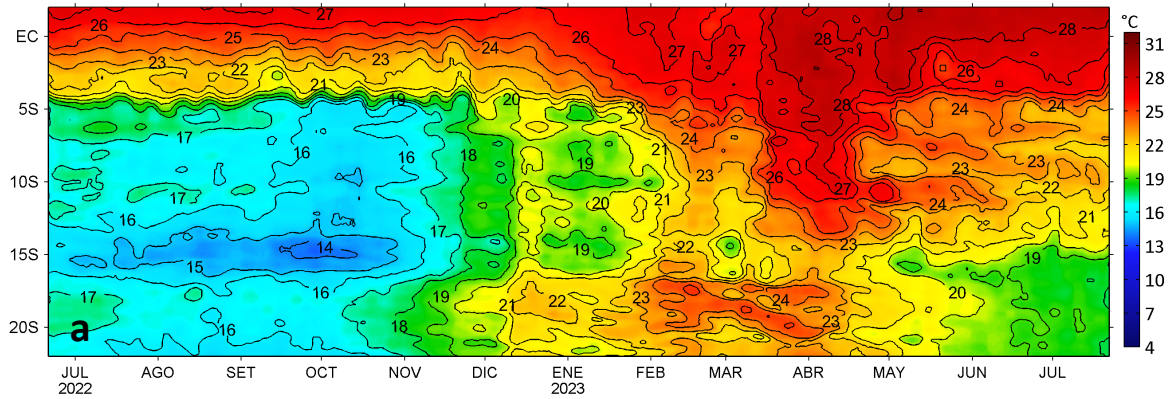 °C
EC
5S
10S
15S
20S
26 27 26 28 28
25 24 27 27
23 22 23 26
21 19 20 23 28 24 24
17 24
16 16 18 19 21 23 23 23
17 20 21 26 27 24 22
16 17 21
15 14 19 22 23 19
17 16 19 21 22 23 24 20
16 18 23
a
31
28
25
22
19
16
13
10
7
4
JUL AGO SET OCT NOV DIC ENE FEB MAR ABR MAY JUN JUL
2022 2023